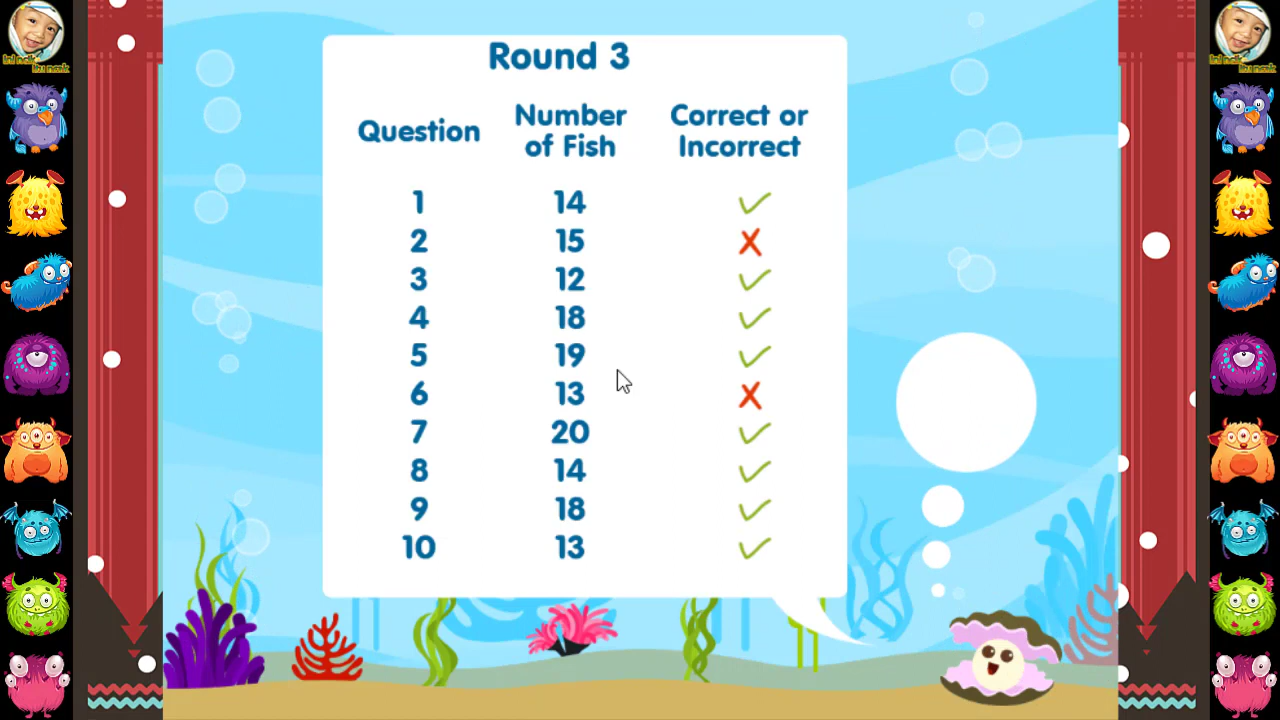 Round 3
Question Number of Fish Correct or Incorrect
1 14 ✓
2 15 X
3 12 ✓
4 18 ✓
5 19 ✓
6 13 X
7 20 ✓
8 14 ✓
9 18 ✓
10 13 ✓